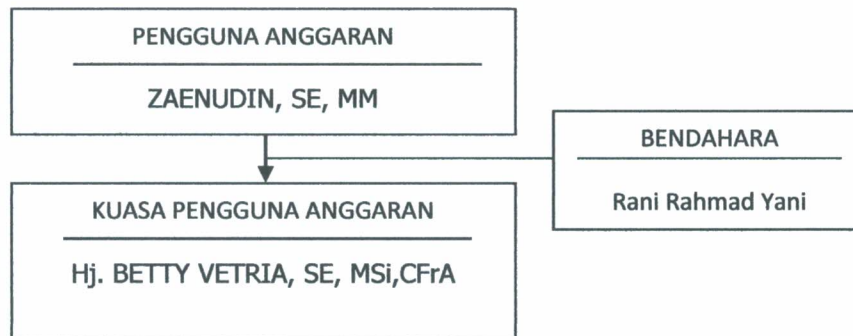 PENGGUNA ANGGARAN
ZAENUDIN, SE, MM
BENDAHARA
Rani Rahmad Yani
KUASA PENGGUNA ANGGARAN
Hj. BETTY VETRIA, SE, MSi,CFrA